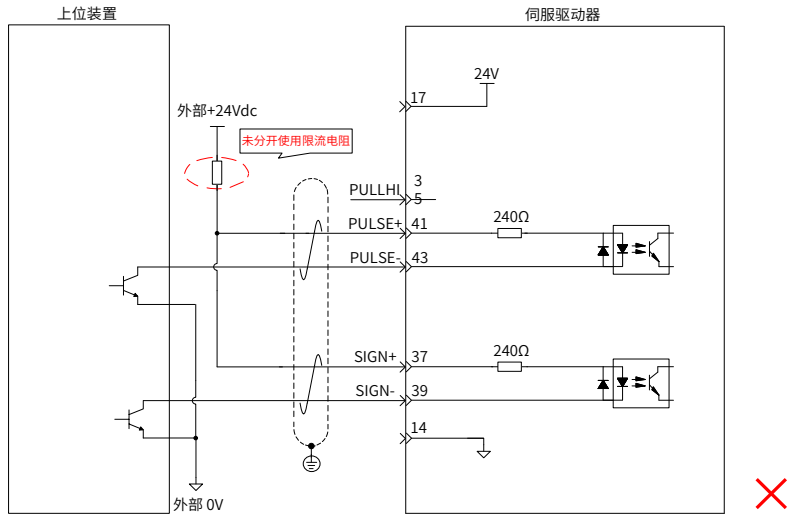 上位装置
伺服驱动器
24V
17
外部+24Vdc
未分开使用限流电阻
3
PULLHI
5
PULSE+
41
240Ω
PULSE-
43
SIGN+
37
240Ω
SIGN-
39
14
外部 0V